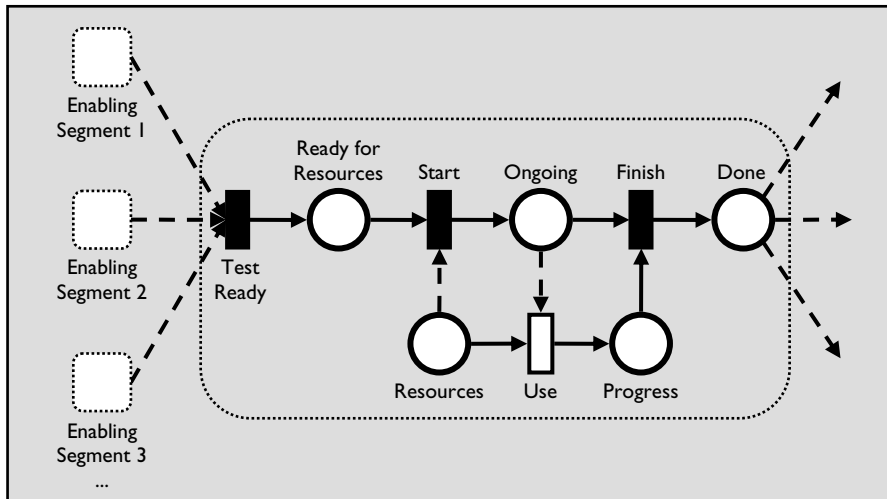 Enabling
Segment 1
Ready for
Resources
Start
Ongoing
Finish
Done
Enabling
Segment 2
Test
Ready
Resources
Use
Progress
Enabling
Segment 3
...